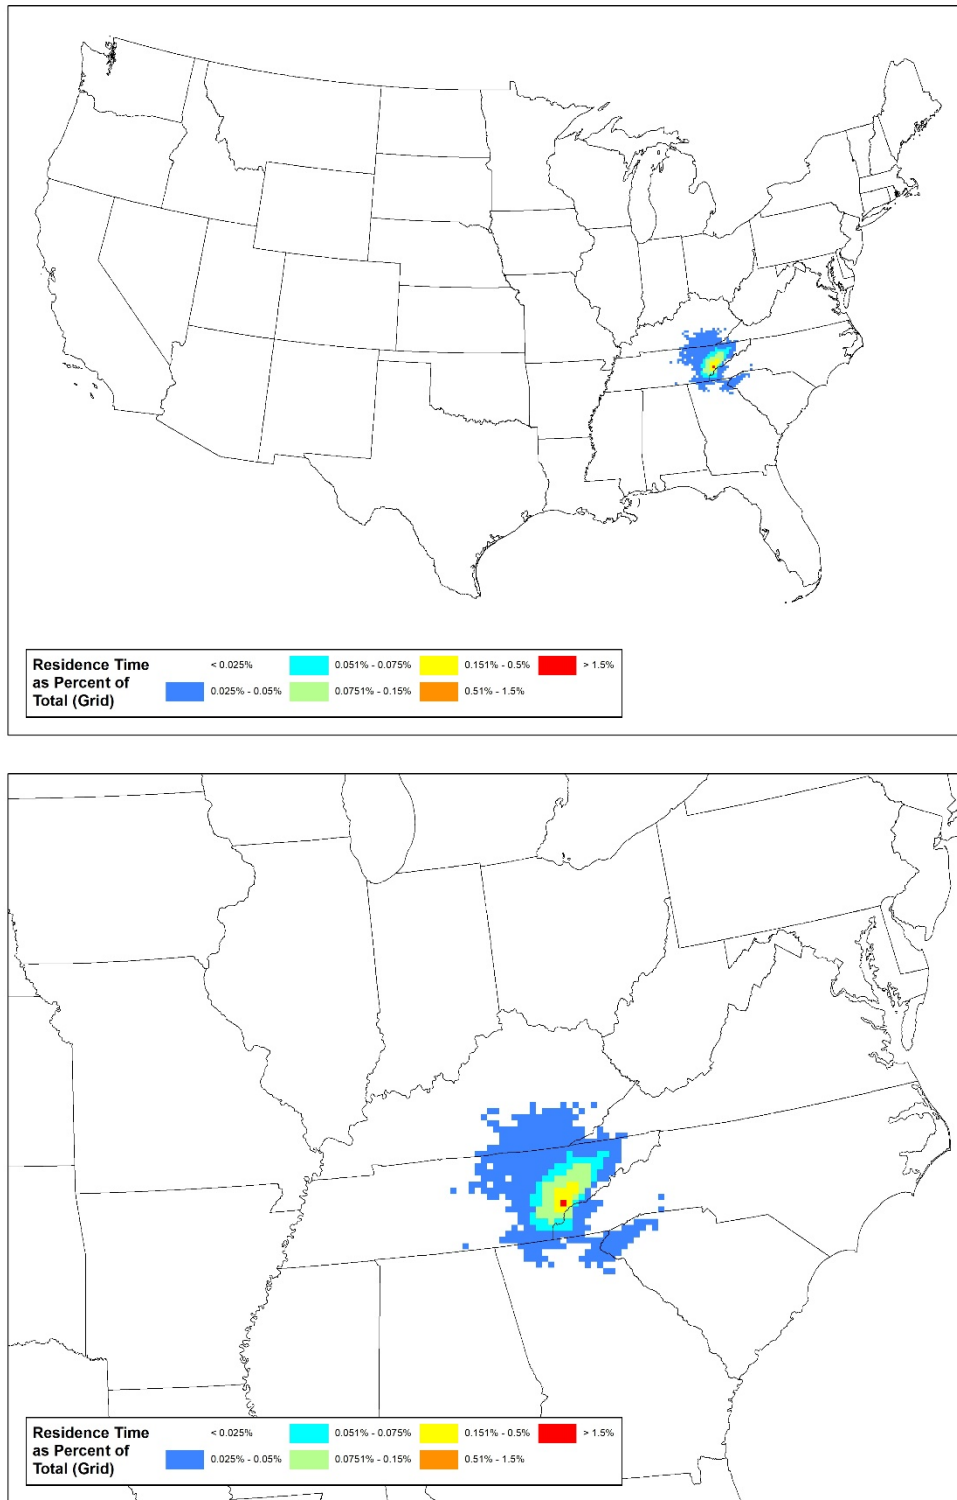 Residence Time
as Percent of
Total (Grid)
< 0.025% 0.051% - 0.075% 0.151% - 0.5% > 1.5%
0.025% - 0.05% 0.0751% - 0.15% 0.51% - 1.5%
Residence Time
as Percent of
Total (Grid)
< 0.025% 0.051% - 0.075% 0.151% - 0.5% > 1.5%
0.025% - 0.05% 0.0751% - 0.15% 0.51% - 1.5%